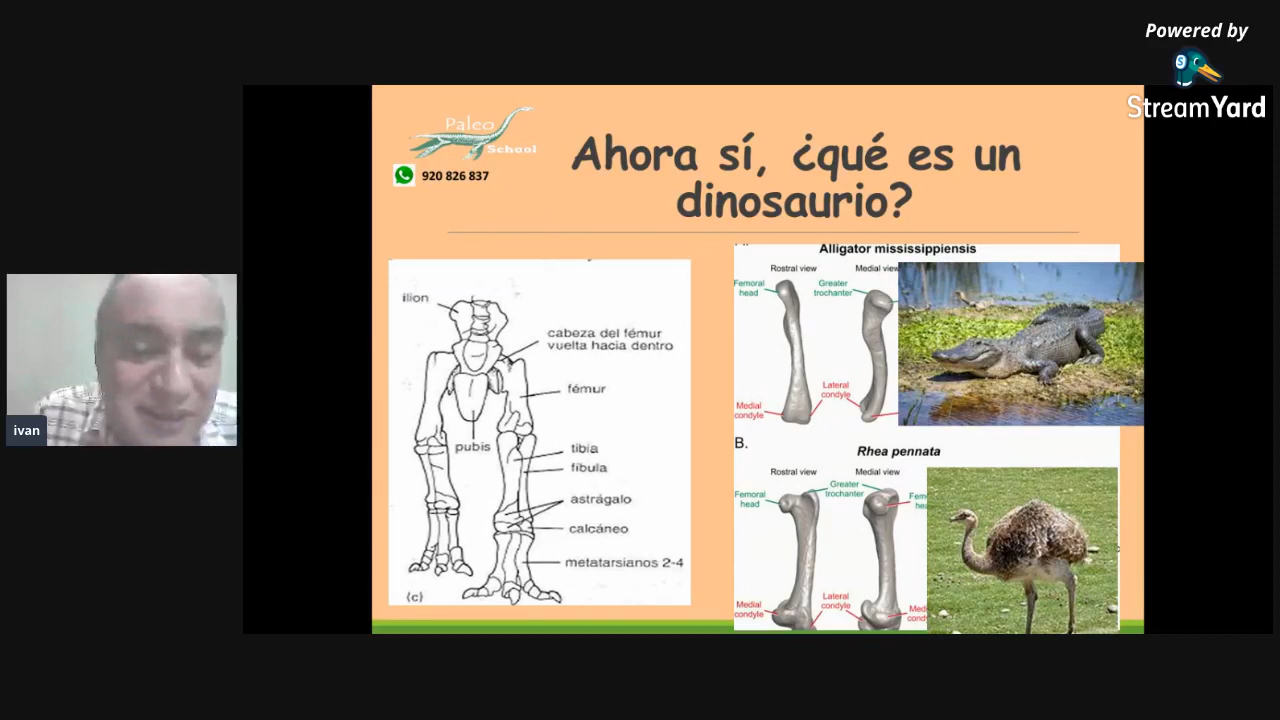 Powered by
StreamYard
Paleo
School
920 826 837
Ahora sí, ¿qué es un
dinosaurio?
ilion
cabeza del fémur
vuelta hacia dentro
fémur
pubis
tibia
fíbula
astrágalo
calcáneo
metatarsianos 2-4
(c)
Alligator mississippiensis
Rostral view
Medial view
Femoral
head
Greater
trochanter
Lateral
condyle
Medial
condyle
B.
Rhea pennata
Rostral view
Medial view
Femoral
head
Greater
trochanter
Lateral
condyle
Medial
condyle
ivan